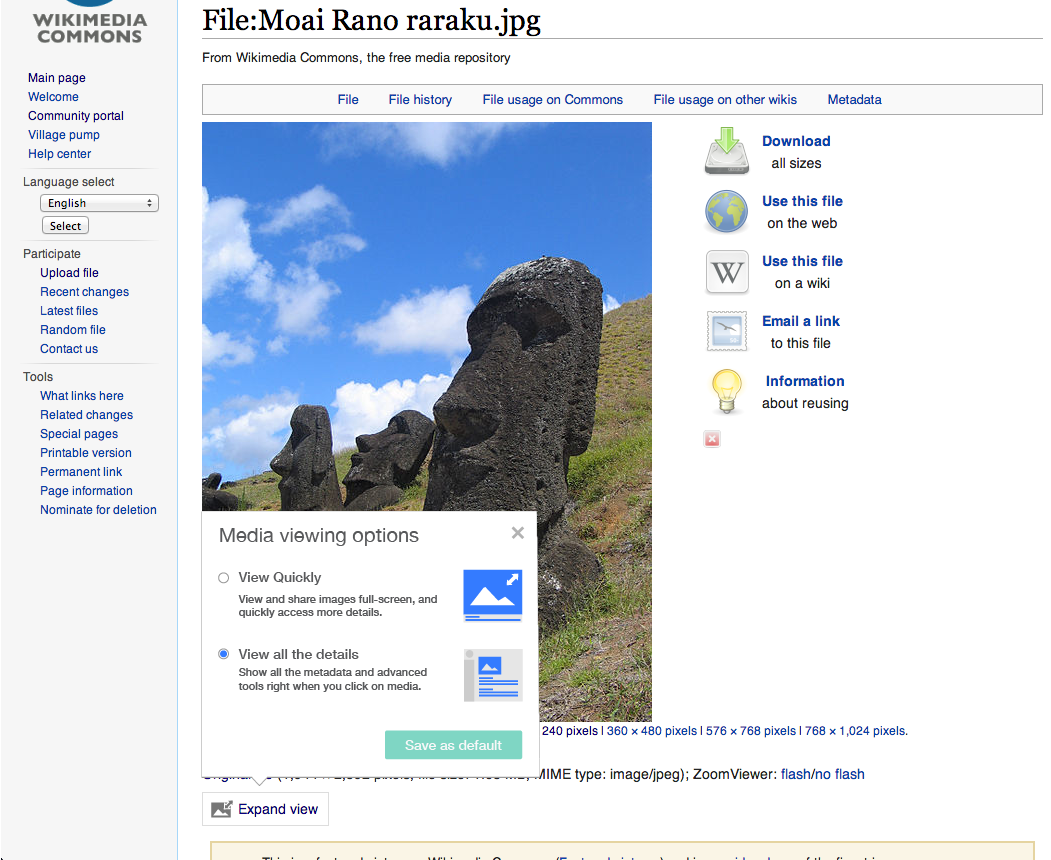 WIKIMEDIA
COMMONS
Main page
Welcome
Community portal
Village pump
Help center
Language select
English
Select
Participate
Upload file
Recent changes
Latest files
Random file
Contact us
Tools
What links here
Related changes
Special pages
Printable version
Permanent link
Page information
Nominate for deletion
File:Moai Rano raraku.jpg
From Wikimedia Commons, the free media repository
File File history File usage on Commons File usage on other wikis Metadata
Download
all sizes
Use this file
on the web
W
Use this file
on a wiki
Email a link
to this file
Information
about reusing
Media viewing options
View Quickly
View and share images full-screen, and
quickly access more details.
View all the details
Show all the metadata and advanced
tools right when you click on media.
Save as default
240 pixels | 360 × 480 pixels | 576 × 768 pixels | 768 × 1,024 pixels.
MIME type: image/jpeg); ZoomViewer: flash/no flash
Expand view